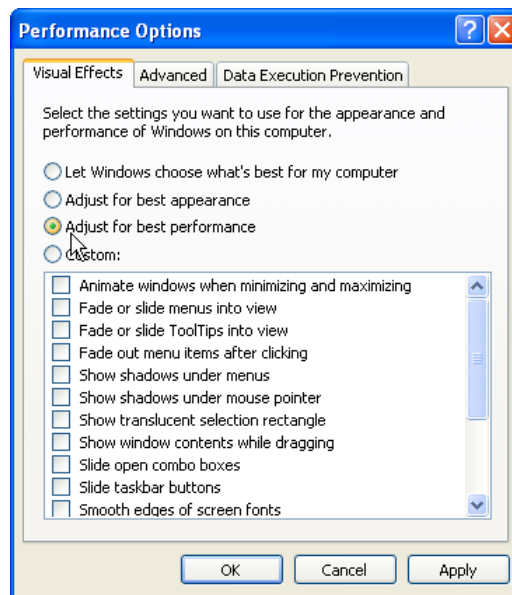 Performance Options
Visual Effects
Advanced
Data Execution Prevention
Select the settings you want to use for the appearance and
performance of Windows on this computer.
Let Windows choose what's best for my computer
Adjust for best appearance
Adjust for best performance
Custom:
Animate windows when minimizing and maximizing
Fade or slide menus into view
Fade or slide ToolTips into view
Fade out menu items after clicking
Show shadows under menus
Show shadows under mouse pointer
Show translucent selection rectangle
Show window contents while dragging
Slide open combo boxes
Slide taskbar buttons
Smooth edges of screen fonts
OK
Cancel
Apply